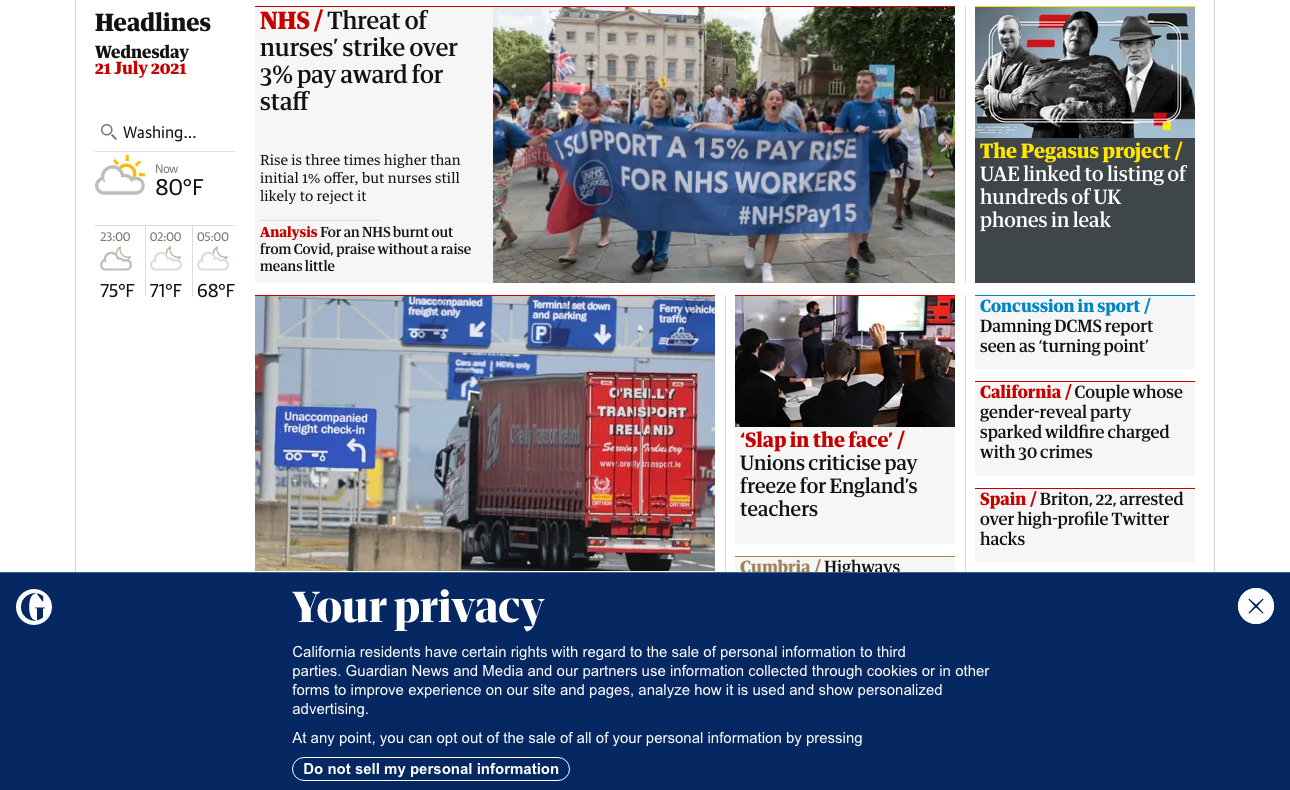 Headlines
Wednesday
21 July 2021
Washing...
Now
80°F
23:00
02:00
05:00
75°F
71°F
68°F
NHS / Threat of
nurses’ strike over
3% pay award for
staff
Rise is three times higher than
initial 1% offer, but nurses still
likely to reject it
Analysis For an NHS burnt out
from Covid, praise without a raise
means little
I SUPPORT A 15% PAY RISE
FOR NHS WORKERS
#NHSPay15
NHS
WORKERS
SAY
The Pegasus project /
UAE linked to listing of
hundreds of UK
phones in leak
Unaccompanied
freight only
Terminal set down
and parking
P
Ferry vehicle
traffic
Cars and
HGVs only
Unaccompanied
freight check-in
O'REILLY
TRANSPORT
IRELAND
Serving Industry
www.oreillytransport.ie
O'Reilly Transport Ireland
‘Slap in the face’ /
Unions criticise pay
freeze for England’s
teachers
Cumbria / Highways
Concussion in sport /
Damning DCMS report
seen as ‘turning point’
California / Couple whose
gender-reveal party
sparked wildfire charged
with 30 crimes
Spain / Briton, 22, arrested
over high-profile Twitter
hacks
Your privacy
California residents have certain rights with regard to the sale of personal information to third
parties. Guardian News and Media and our partners use information collected through cookies or in other
forms to improve experience on our site and pages, analyze how it is used and show personalized
advertising.
At any point, you can opt out of the sale of all of your personal information by pressing
Do not sell my personal information